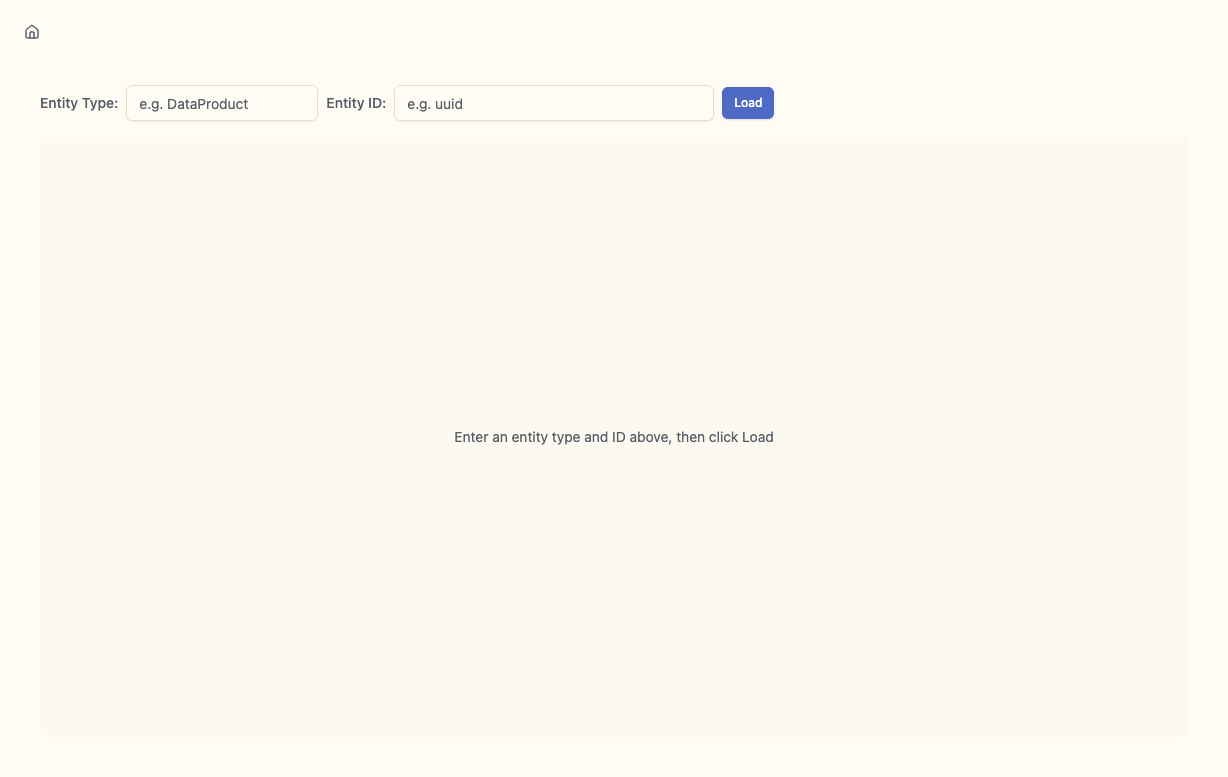 Entity Type: e.g. DataProduct Entity ID: e.g. uuid Load
Enter an entity type and ID above, then click Load